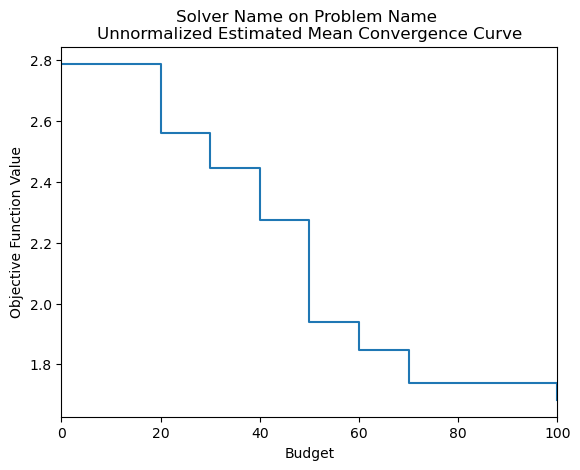 Solver Name on Problem Name
Unnormalized Estimated Mean Convergence Curve
Objective Function Value
2.8
2.6
2.4
2.2
2.0
1.8
0 20 40 60 80 100
Budget